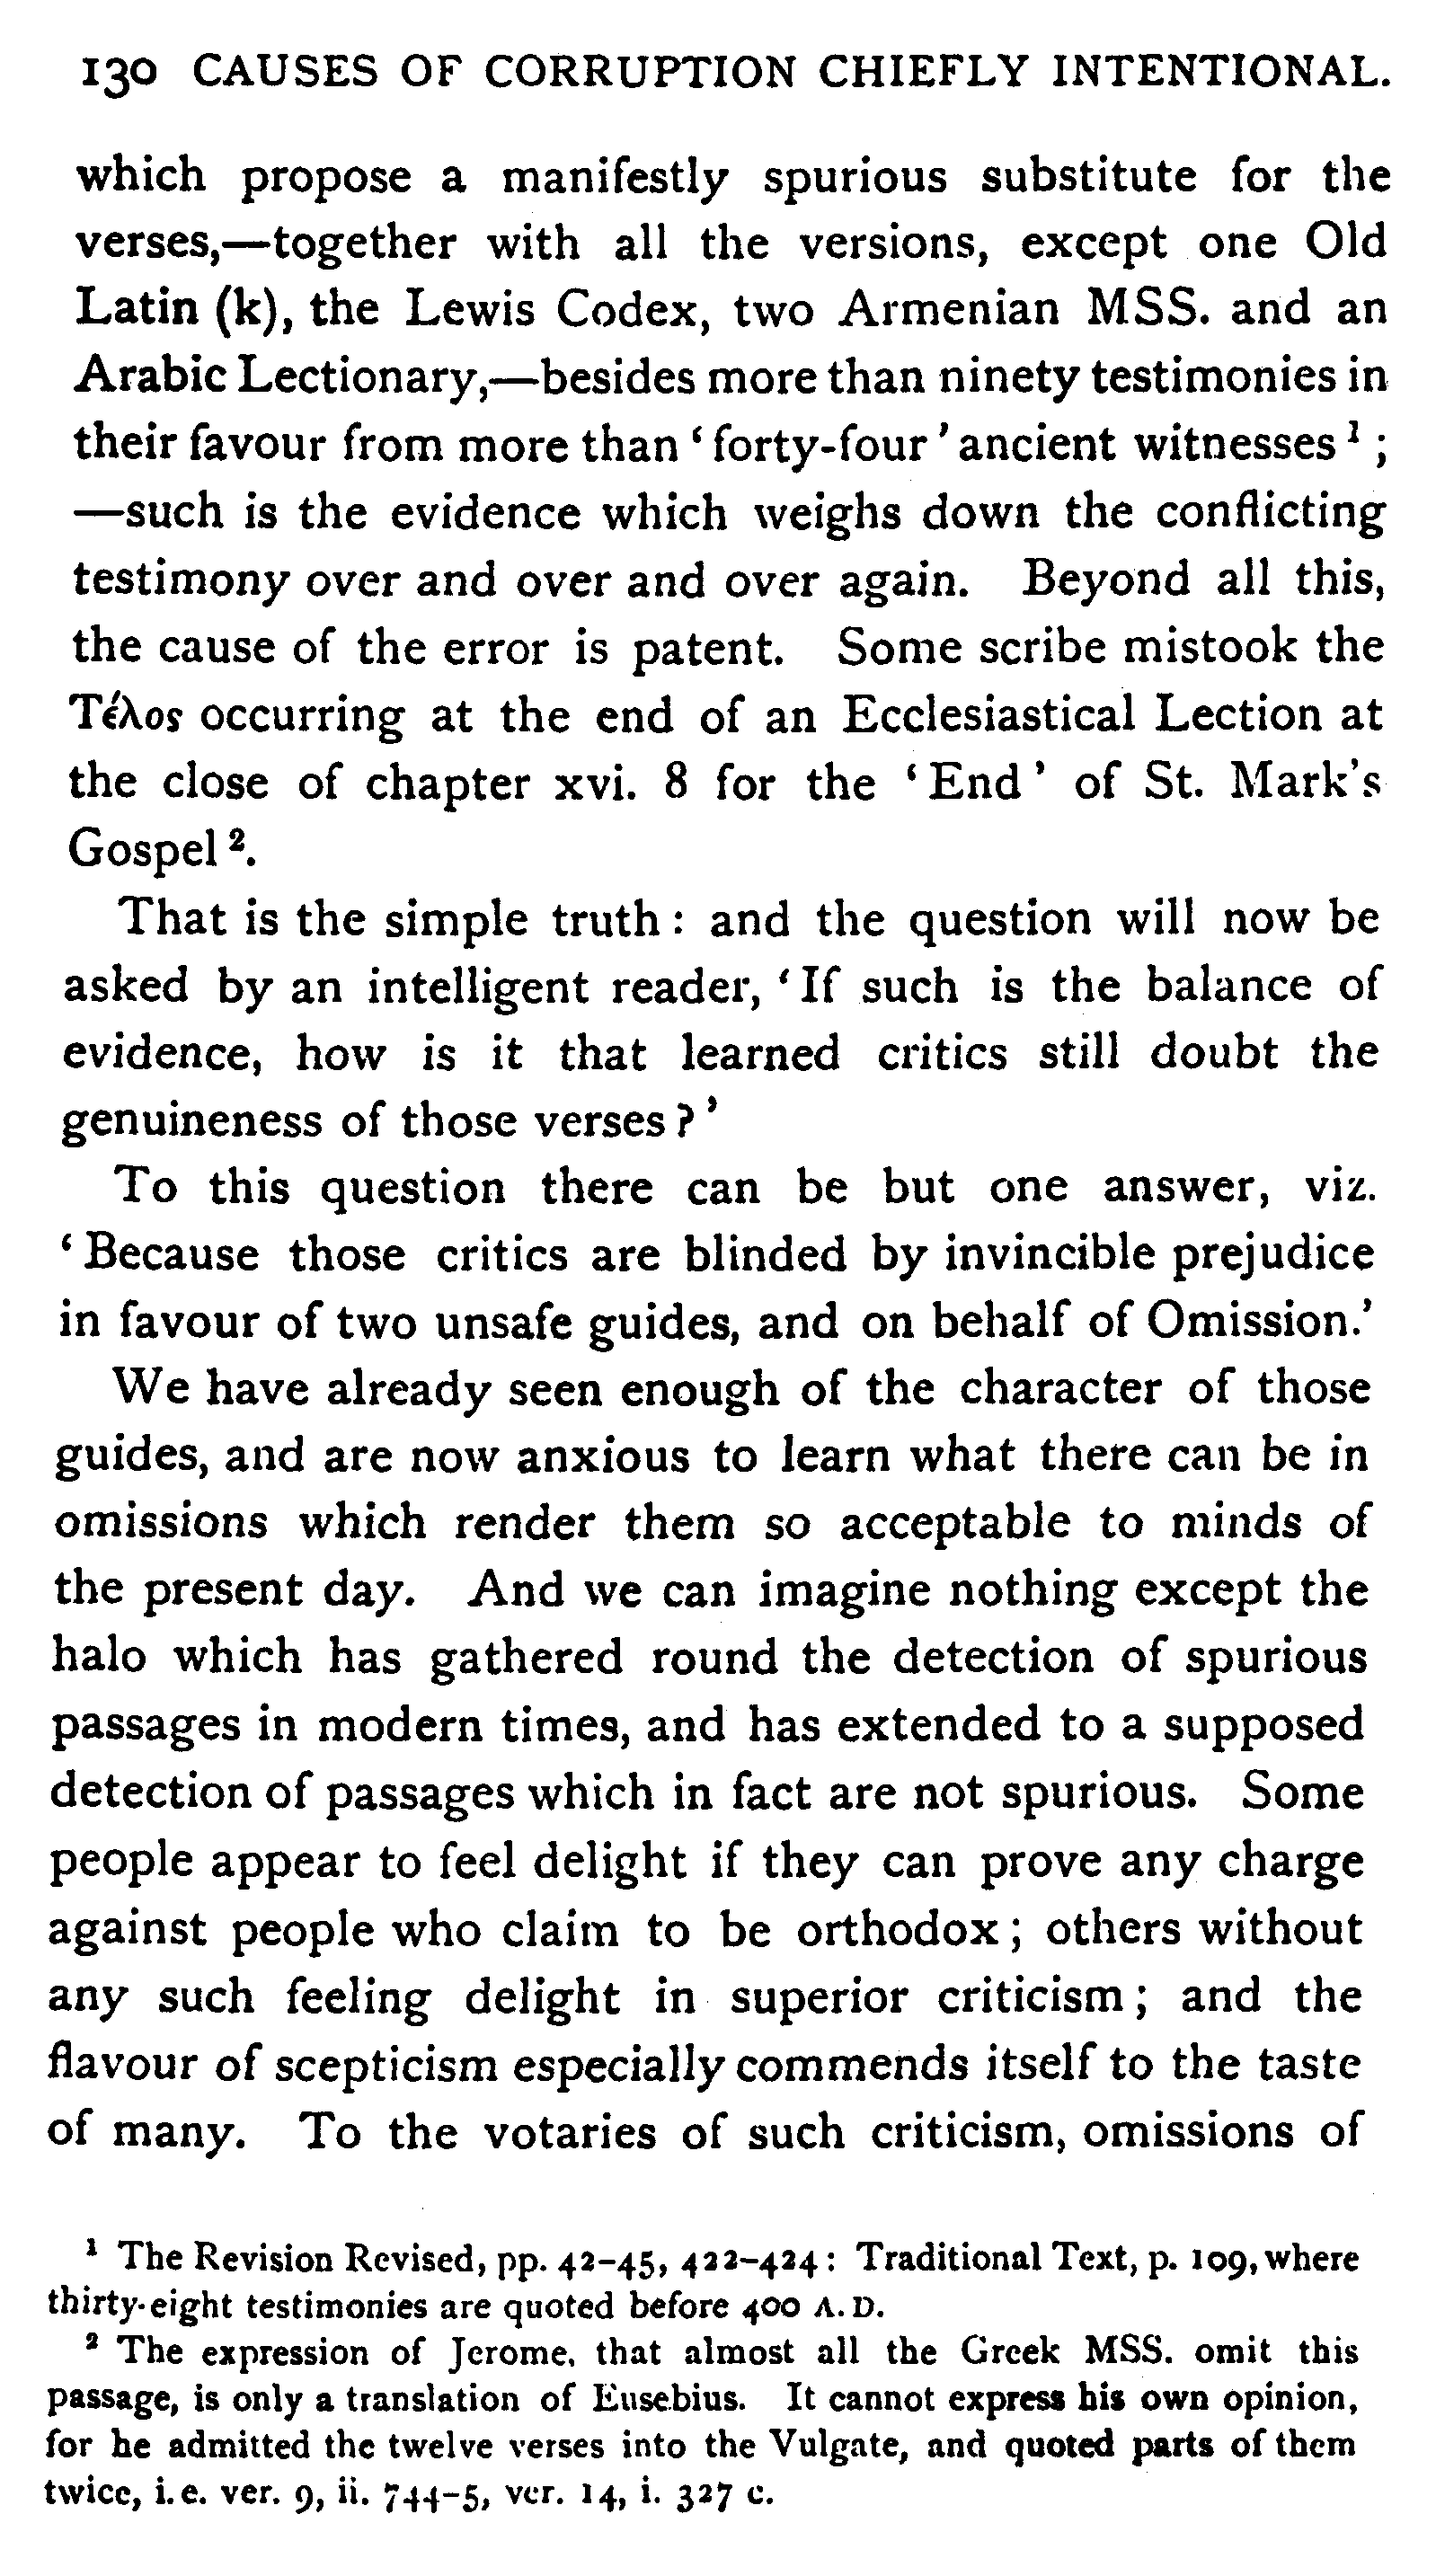 130 CAUSES OF CORRUPTION CHIEFLY INTENTIONAL.
which propose a manifestly spurious substitute for the
verses,—together with all the versions, except one Old
Latin (k), the Lewis Codex, two Armenian MSS. and an
Arabic Lectionary,—besides more than ninety testimonies in
their favour from more than ‘forty-four’ ancient witnesses ¹ ;
—such is the evidence which weighs down the conflicting
testimony over and over and over again. Beyond all this,
the cause of the error is patent. Some scribe mistook the
Τέλος occurring at the end of an Ecclesiastical Lection at
the close of chapter xvi. 8 for the ‘End’ of St. Mark’s
Gospel ².
That is the simple truth: and the question will now be
asked by an intelligent reader, ‘If such is the balance of
evidence, how is it that learned critics still doubt the
genuineness of those verses?’
To this question there can be but one answer, viz.
‘Because those critics are blinded by invincible prejudice
in favour of two unsafe guides, and on behalf of Omission.’
We have already seen enough of the character of those
guides, and are now anxious to learn what there can be in
omissions which render them so acceptable to minds of
the present day. And we can imagine nothing except the
halo which has gathered round the detection of spurious
passages in modern times, and has extended to a supposed
detection of passages which in fact are not spurious. Some
people appear to feel delight if they can prove any charge
against people who claim to be orthodox; others without
any such feeling delight in superior criticism; and the
flavour of scepticism especially commends itself to the taste
of many. To the votaries of such criticism, omissions of
¹ The Revision Revised, pp. 42–45, 422–424: Traditional Text, p. 109, where
thirty-eight testimonies are quoted before 400 A.D.
² The expression of Jerome, that almost all the Greek MSS. omit this
passage, is only a translation of Eusebius. It cannot express his own opinion,
for he admitted the twelve verses into the Vulgate, and quoted parts of them
twice, i.e. ver. 9, ii. 744–5, ver. 14, i. 327 c.